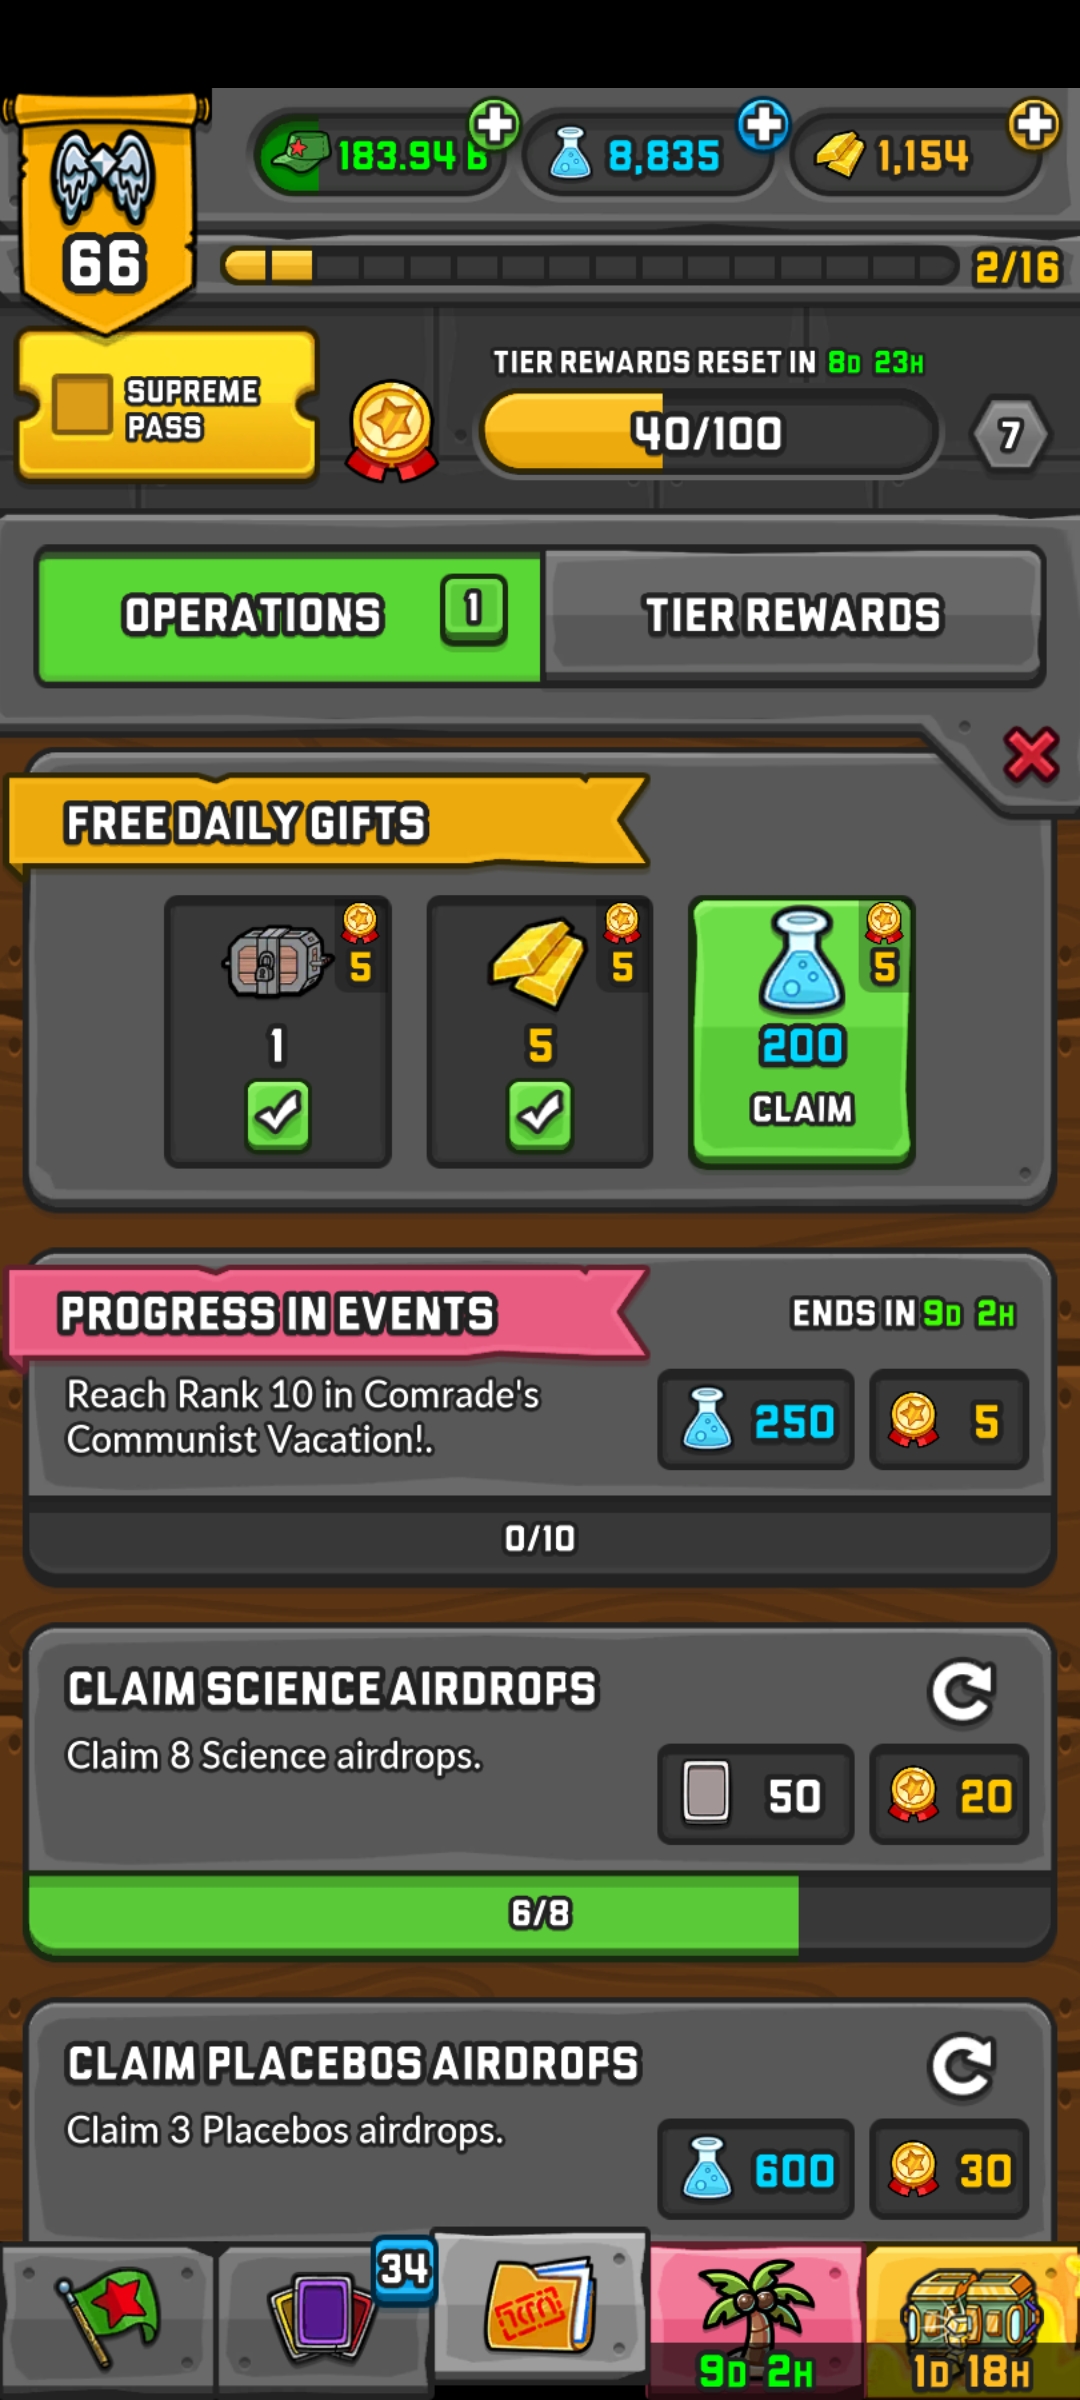 183.94 B
8,835
1,154
66
2/16
SUPREME
PASS
TIER REWARDS RESET IN 8D 23H
40/100
7
OPERATIONS 1
TIER REWARDS
FREE DAILY GIFTS
5
5
5
1
5
200
CLAIM
PROGRESS IN EVENTS
ENDS IN 9D 2H
Reach Rank 10 in Comrade's
Communist Vacation!.
250
5
0/10
CLAIM SCIENCE AIRDROPS
Claim 8 Science airdrops.
50
20
6/8
CLAIM PLACEBOS AIRDROPS
Claim 3 Placebos airdrops.
600
30
34
9D 2H
1D 18H